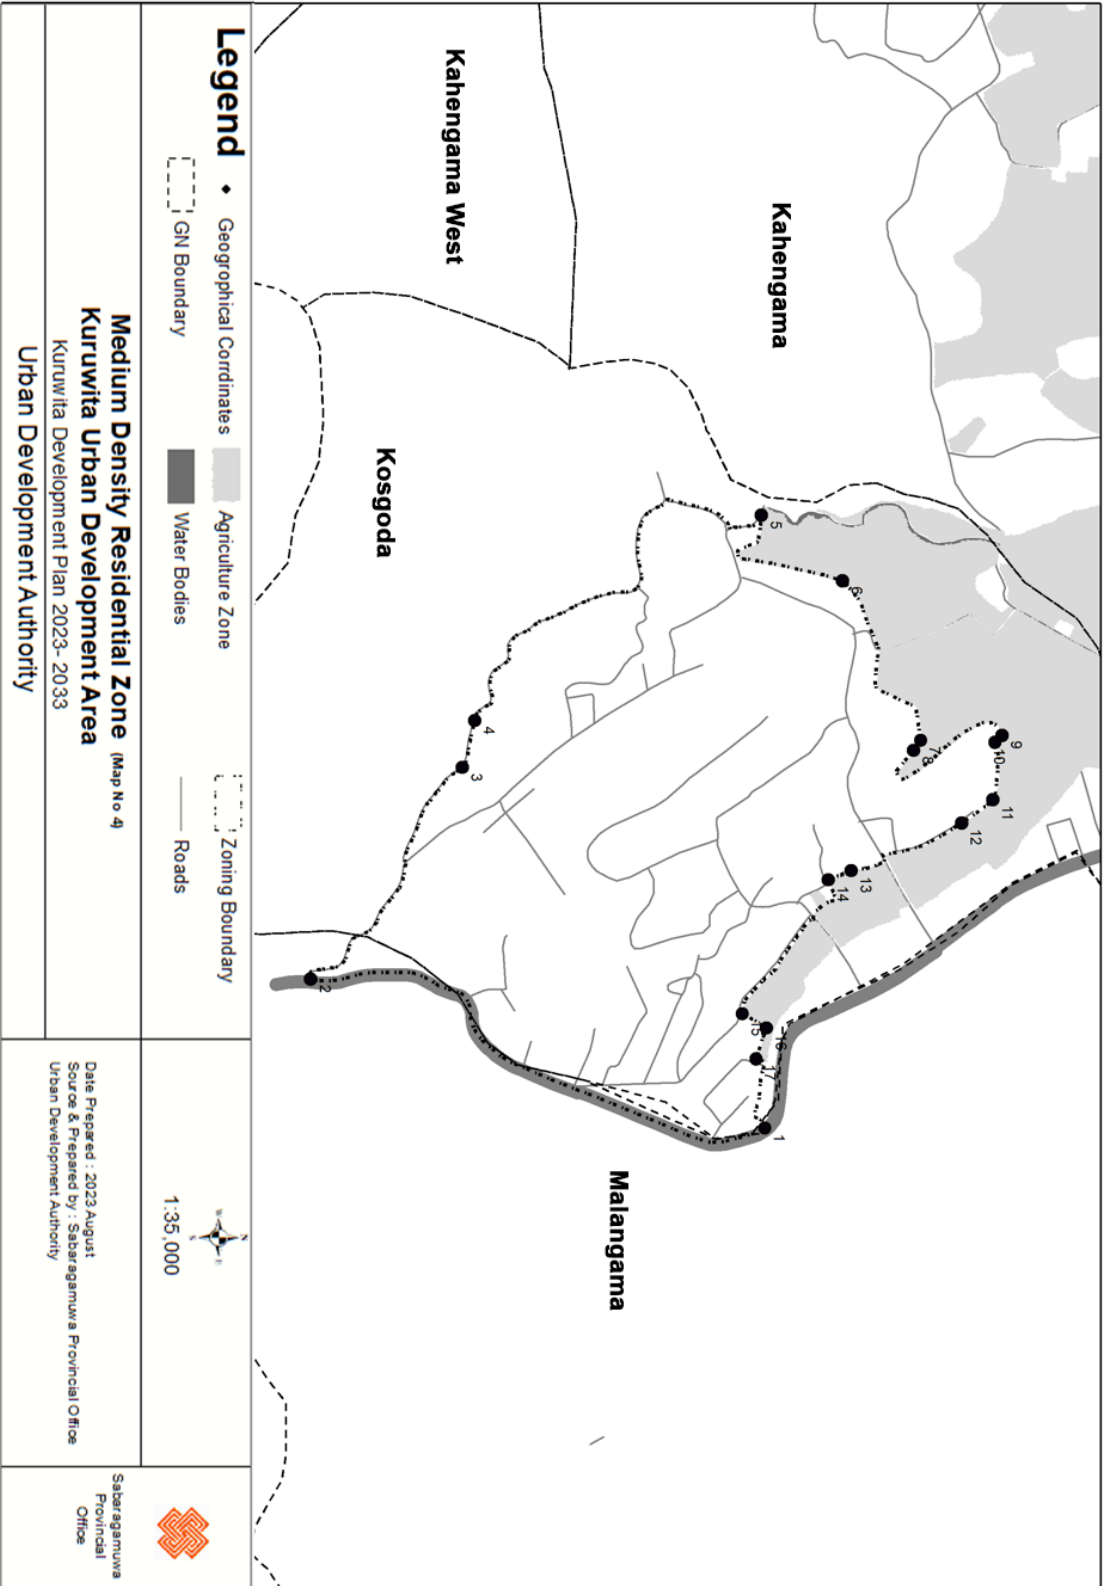 Kahengama
Kahengama West
Kosgoda
Malangama
5
6
7
8
9
10
11
12
13
14
15
16
17
1
2
3
4
Legend
Geographical Corrdinates
Agriculture Zone
Zoning Boundary
GN Boundary
Water Bodies
Roads
Medium Density Residential Zone (Map No 4)
Kuruwita Urban Development Area
Kuruwita Development Plan 2023- 2033
Urban Development Authority
N
W
E
S
1:35,000
Date Prepared : 2023 August
Source & Prepared by : Sabaragamuwa Provincial Office
Urban Development Authority
Sabaragamuwa
Provincial
Office